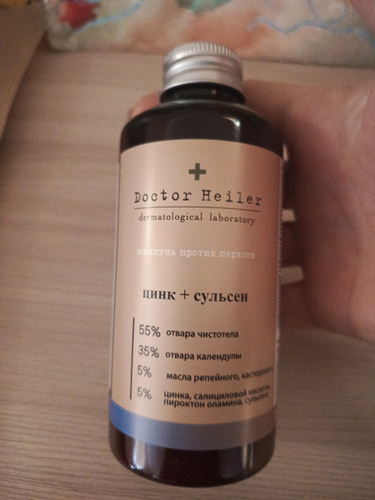 Doctor Heiler
dermatological laboratory
шампунь против перхоти
цинк + сульсен
55% отвара чистотела
35% отвара календулы
5% масла репейного,
5% цинка, салициловой кислоты,
пироктон оламина, сульсена